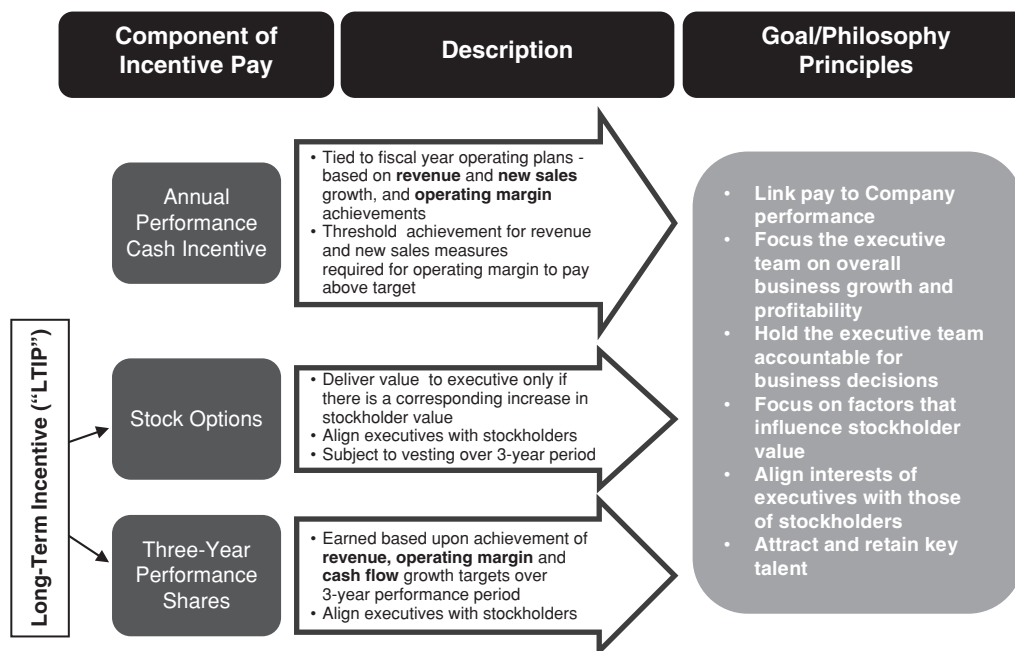 Component of
Incentive Pay
Description
Goal/Philosophy
Principles
Annual
Performance
Cash Incentive
• Tied to fiscal year operating plans -
based on revenue and new sales
growth, and operating margin
achievements
• Threshold achievement for revenue
and new sales measures
required for operating margin to pay
above target
Long-Term Incentive (“LTIP”)
Stock Options
• Deliver value to executive only if
there is a corresponding increase in
stockholder value
• Align executives with stockholders
• Subject to vesting over 3-year period
Three-Year
Performance
Shares
• Earned based upon achievement of
revenue, operating margin and
cash flow growth targets over
3-year performance period
• Align executives with stockholders
• Link pay to Company
performance
• Focus the executive
team on overall
business growth and
profitability
• Hold the executive team
accountable for
business decisions
• Focus on factors that
influence stockholder
value
• Align interests of
executives with those
of stockholders
• Attract and retain key
talent